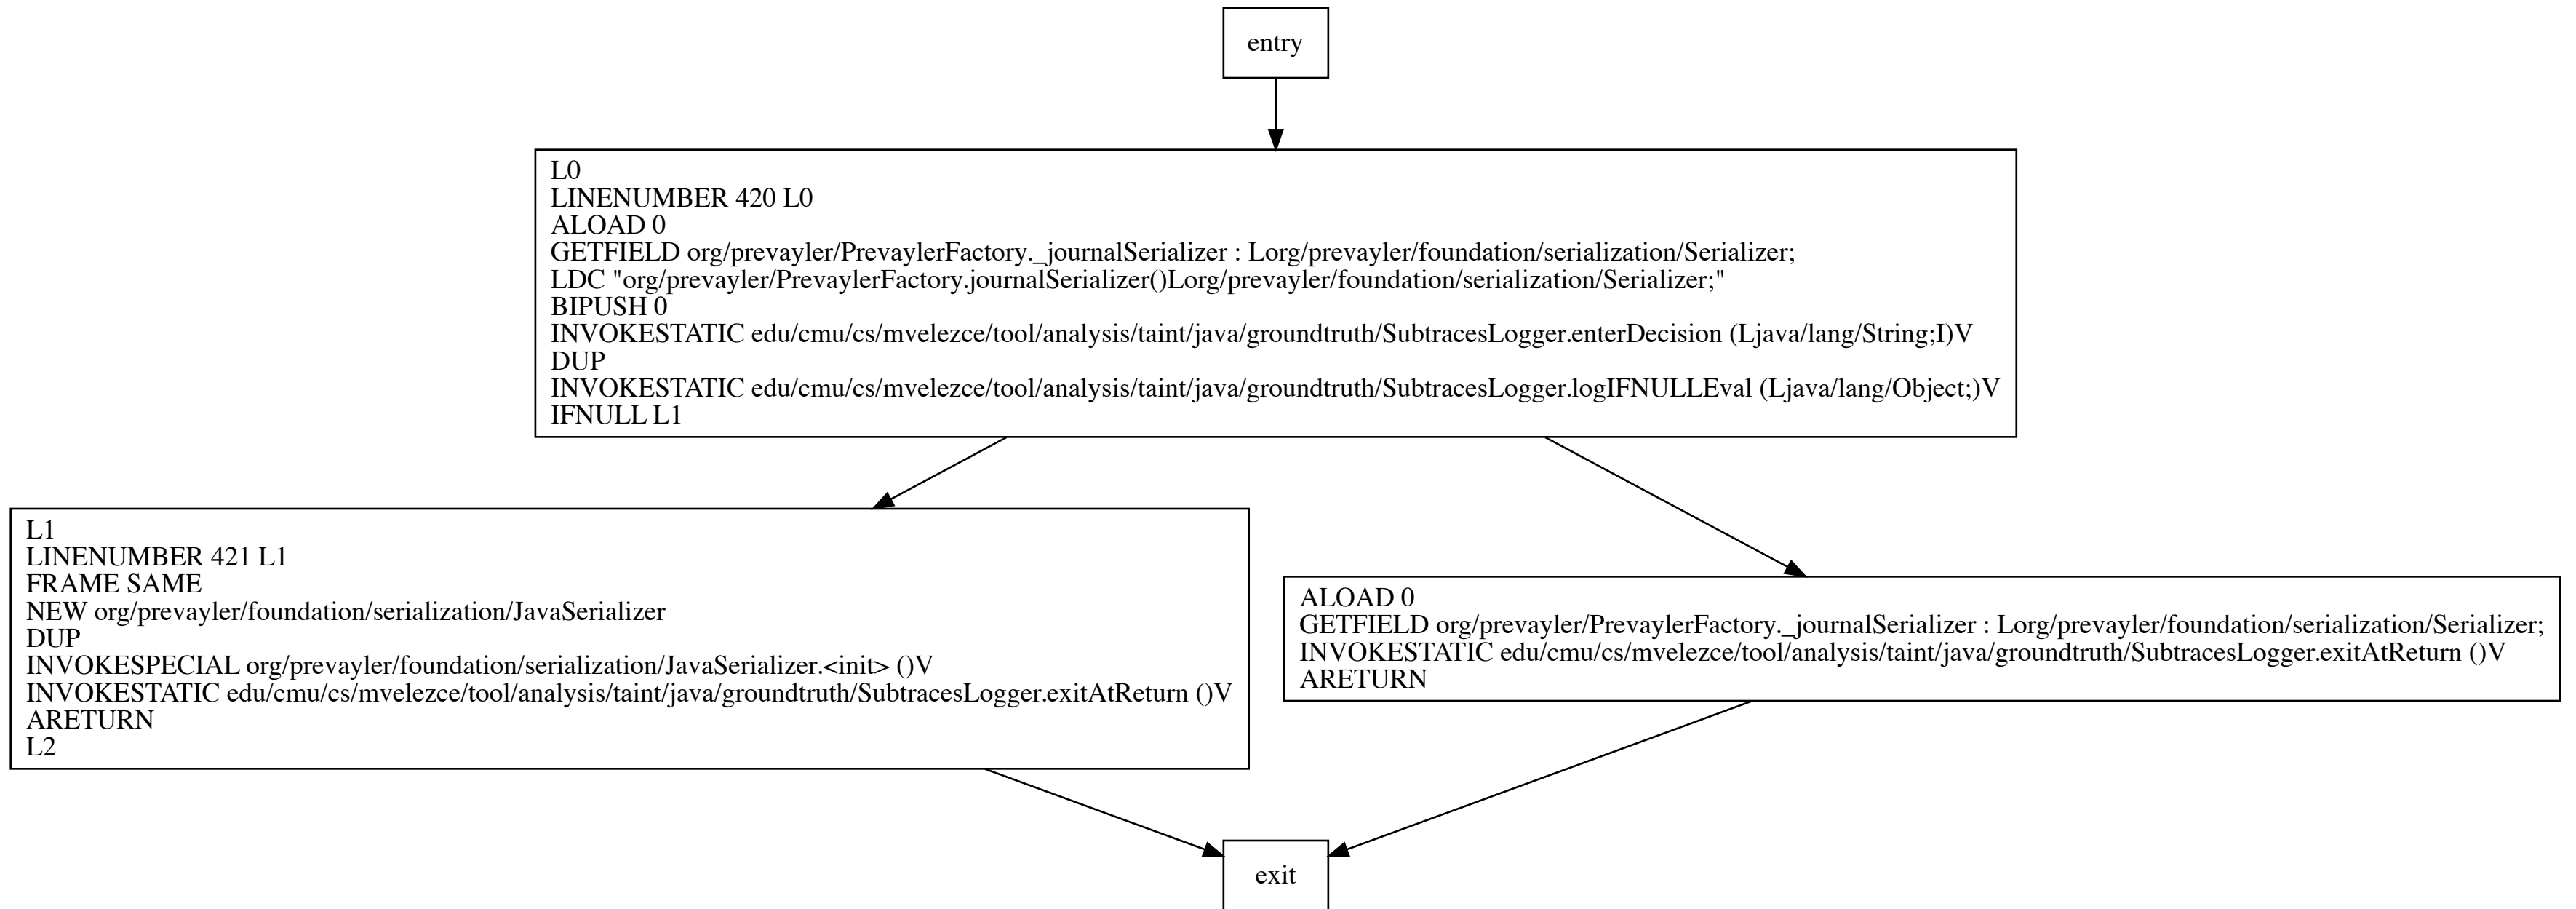 entry
L0
LINENUMBER 420 L0
ALOAD 0
GETFIELD org/prevayler/PrevaylerFactory._journalSerializer : Lorg/prevayler/foundation/serialization/Serializer;
LDC "org/prevayler/PrevaylerFactory.journalSerializer()Lorg/prevayler/foundation/serialization/Serializer;"
BIPUSH 0
INVOKESTATIC edu/cmu/cs/mvelezce/tool/analysis/taint/java/groundtruth/SubtracesLogger.enterDecision (Ljava/lang/String;I)V
DUP
INVOKESTATIC edu/cmu/cs/mvelezce/tool/analysis/taint/java/groundtruth/SubtracesLogger.logIFNULLEval (Ljava/lang/Object;)V
IFNULL L1
L1
LINENUMBER 421 L1
FRAME SAME
NEW org/prevayler/foundation/serialization/JavaSerializer
DUP
INVOKESPECIAL org/prevayler/foundation/serialization/JavaSerializer.<init> ()V
INVOKESTATIC edu/cmu/cs/mvelezce/tool/analysis/taint/java/groundtruth/SubtracesLogger.exitAtReturn ()V
ARETURN
L2
ALOAD 0
GETFIELD org/prevayler/PrevaylerFactory._journalSerializer : Lorg/prevayler/foundation/serialization/Serializer;
INVOKESTATIC edu/cmu/cs/mvelezce/tool/analysis/taint/java/groundtruth/SubtracesLogger.exitAtReturn ()V
ARETURN
exit